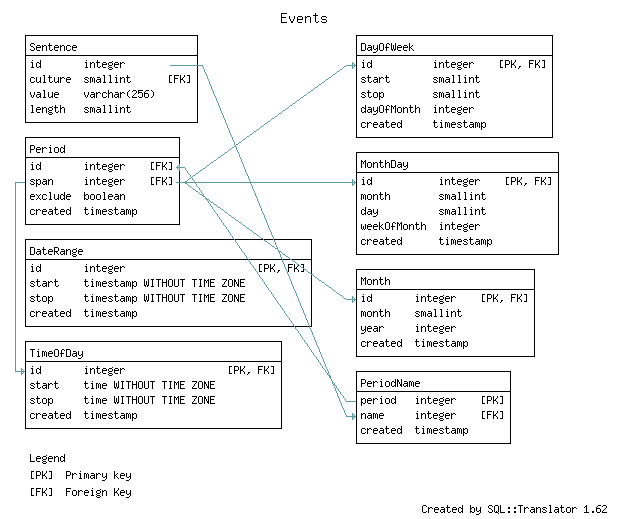 Events
Sentence
id integer
culture smallint [FK]
value varchar(256)
length smallint
Period
id integer [FK]
span integer [FK]
exclude boolean
created timestamp
DateRange
id integer [PK, FK]
start timestamp WITHOUT TIME ZONE
stop timestamp WITHOUT TIME ZONE
created timestamp
TimeOfDay
id integer [PK, FK]
start time WITHOUT TIME ZONE
stop time WITHOUT TIME ZONE
created timestamp
DayOfWeek
id integer [PK, FK]
start smallint
stop smallint
dayOfMonth integer
created timestamp
MonthDay
id integer [PK, FK]
month smallint
day smallint
weekOfMonth integer
created timestamp
Month
id integer [PK, FK]
month smallint
year integer
created timestamp
PeriodName
period integer [PK]
name integer [FK]
created timestamp
Legend
[PK] Primary key
[FK] Foreign Key
Created by SQL::Translator 1.62